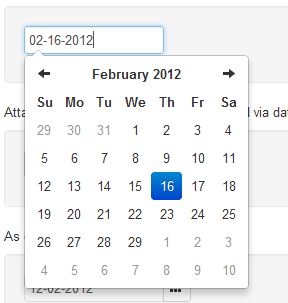 02-16-2012
February 2012
Su Mo Tu We Th Fr Sa
29 30 31 1 2 3 4
Atta
via dat
5 6 7 8 9 10 11
12 13 14 15 16 17 18
19 20 21 22 23 24 25
As
26 27 28 29 1 2 3
4 5 6 7 8 9 10
12-02-2012